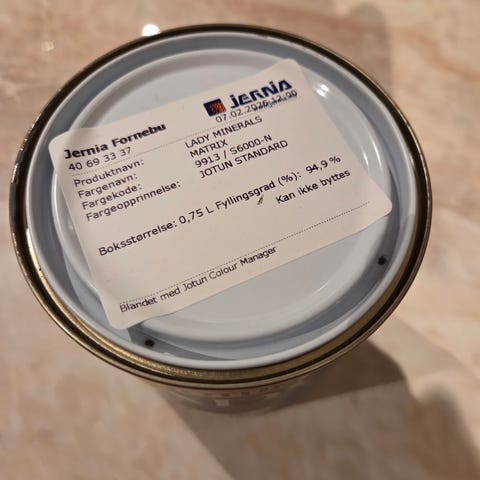 JERNIA
Jernia Fornebu
07.02.2026 12:00
40 69 33 37
Produktnavn: LADY MINERALS
Fargenavn: MATRIX
Fargekode: 9913 / S6000-N
Fargeopprinnelse: JOTUN STANDARD
Boksstørrelse: 0,75 L Fyllingsgrad (%): 94,9 %
Kan ikke byttes
Blandet med Jotun Colour Manager